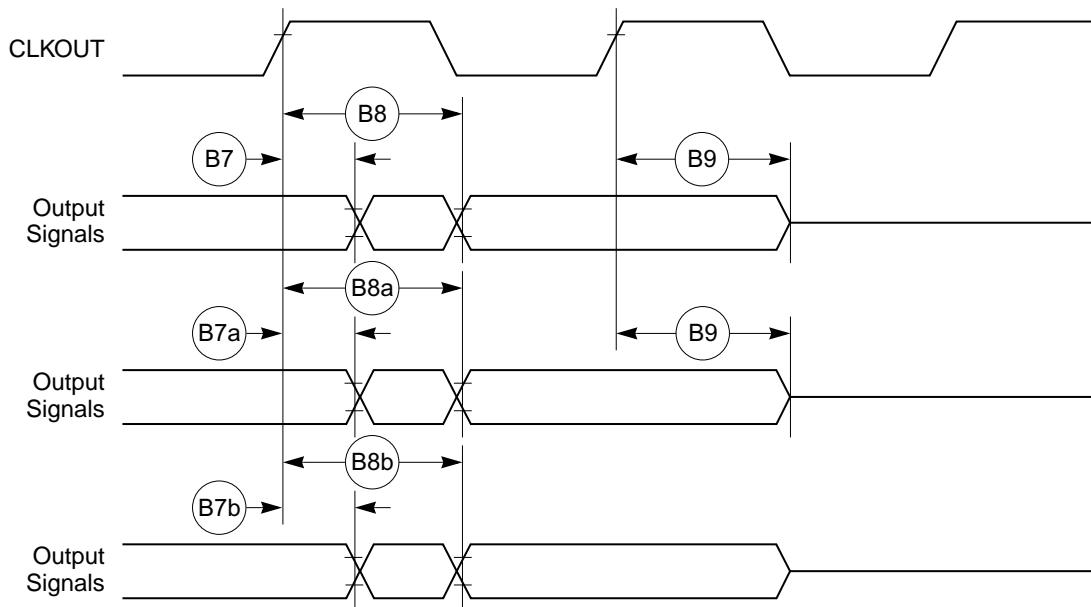 CLKOUT
B8
B7
B9
Output
Signals
B8a
B7a
B9
Output
Signals
B8b
B7b
Output
Signals